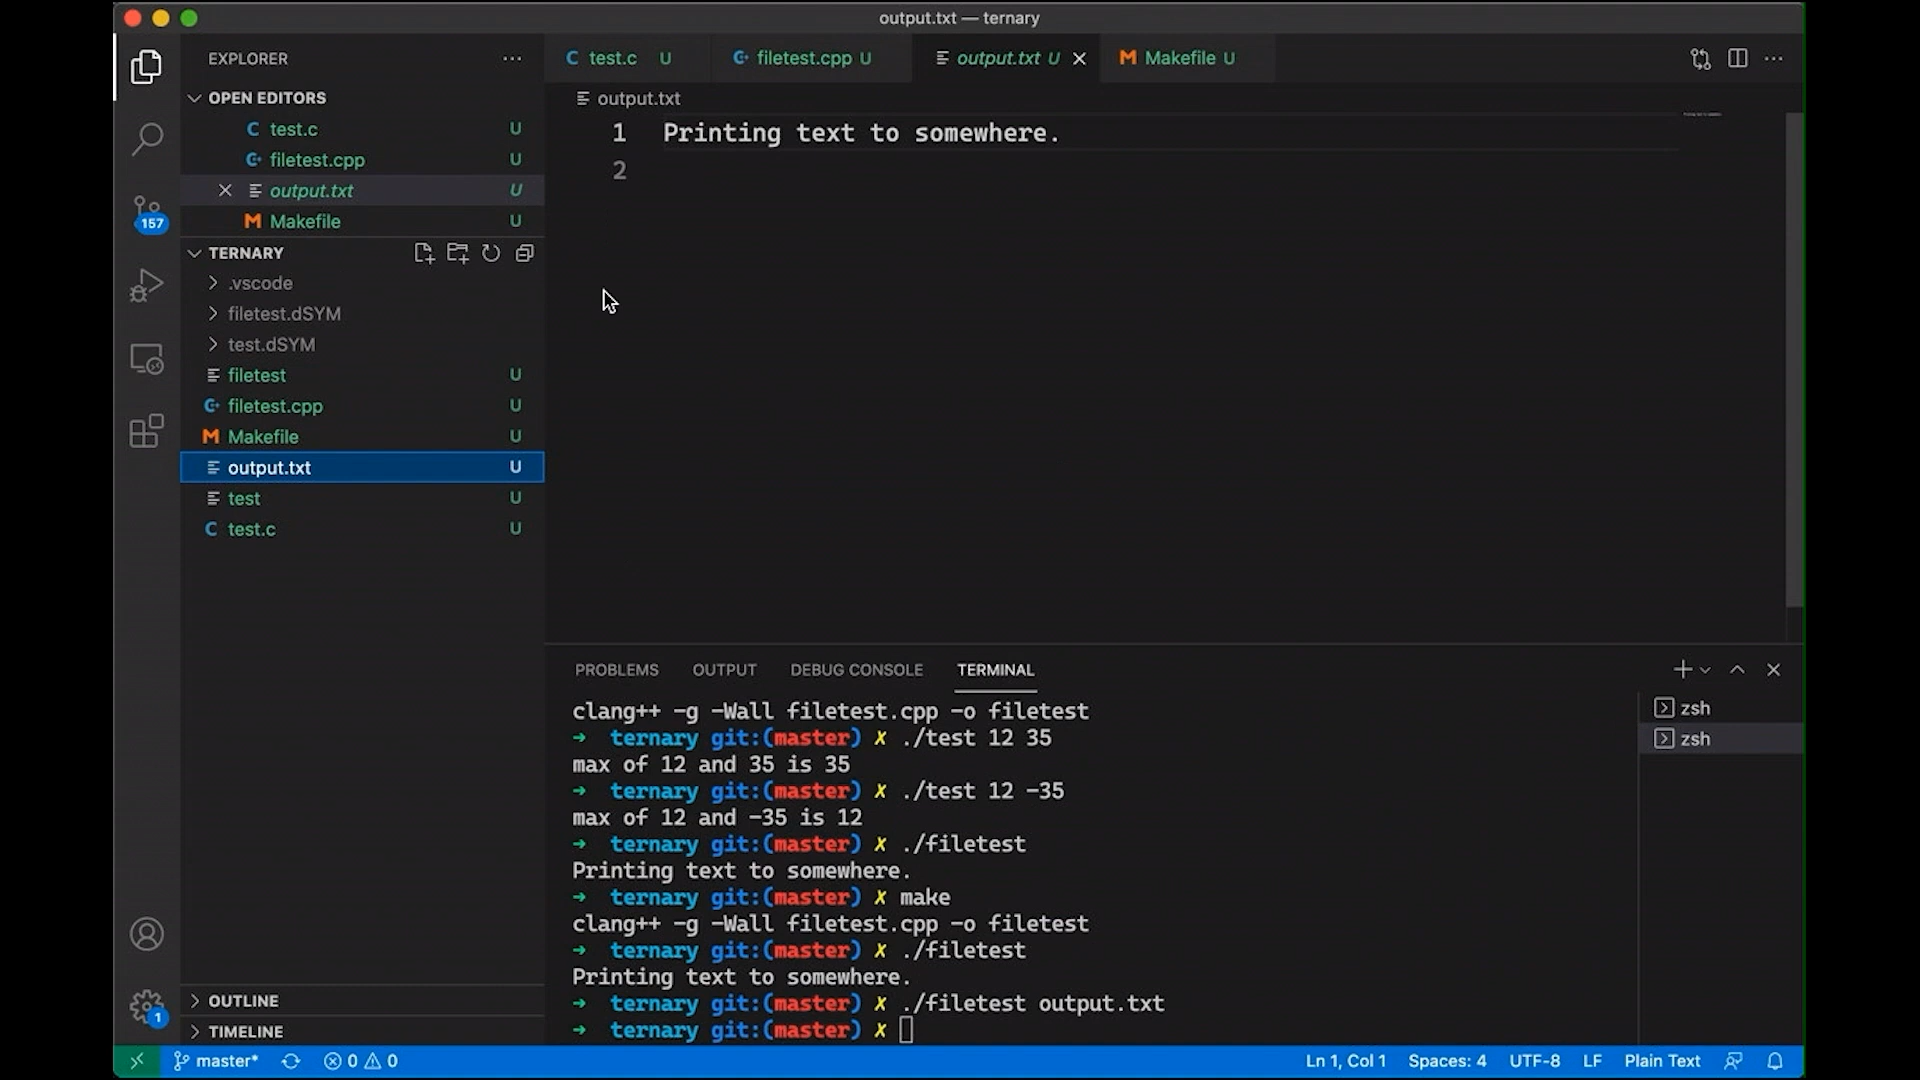 output.txt — ternary
EXPLORER
OPEN EDITORS
C test.c U
filetest.cpp U
output.txt U
M Makefile U
157
TERNARY
.vscode
filetest.dSYM
test.dSYM
filetest U
filetest.cpp U
M Makefile U
output.txt U
test U
C test.c U
OUTLINE
TIMELINE
1
C test.c U
filetest.cpp U
output.txt U
M Makefile U
output.txt
1 Printing text to somewhere.
2
PROBLEMS OUTPUT DEBUG CONSOLE TERMINAL
clang++ -g -Wall filetest.cpp -o filetest
➜ ternary git:(master) ✗ ./test 12 35
max of 12 and 35 is 35
➜ ternary git:(master) ✗ ./test 12 -35
max of 12 and -35 is 12
➜ ternary git:(master) ✗ ./filetest
Printing text to somewhere.
➜ ternary git:(master) ✗ make
clang++ -g -Wall filetest.cpp -o filetest
➜ ternary git:(master) ✗ ./filetest
Printing text to somewhere.
➜ ternary git:(master) ✗ ./filetest output.txt
➜ ternary git:(master) ✗
zsh
zsh
master* 0 0 Ln 1, Col 1 Spaces: 4 UTF-8 LF Plain Text